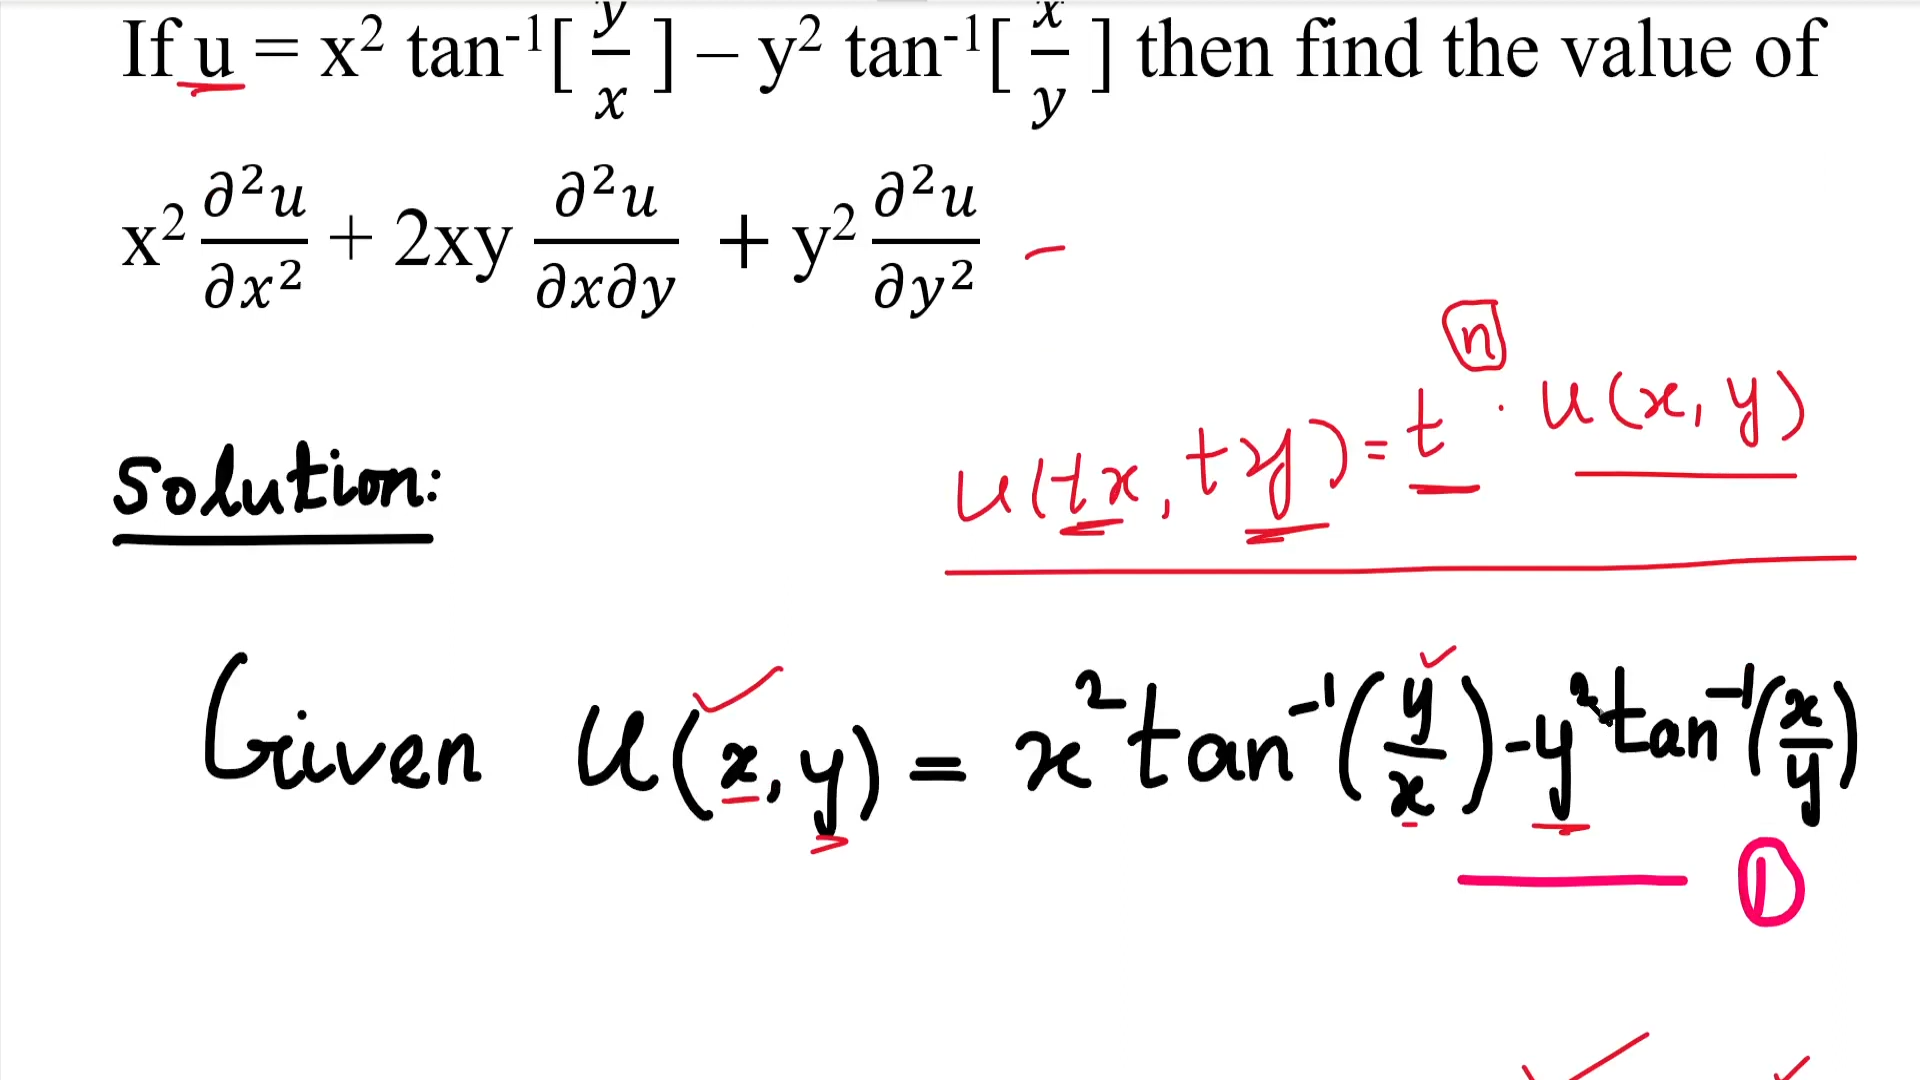 If u = x² tan⁻¹[ y/x ] – y² tan⁻¹[ x/y ] then find the value of
x² ∂²u/∂x² + 2xy ∂²u/∂x∂y + y² ∂²u/∂y²
Solution:
u(tx, ty) = tⁿ · u(x, y)
Given u(x, y) = x² tan⁻¹(y/x) - y² tan⁻¹(x/y)
①